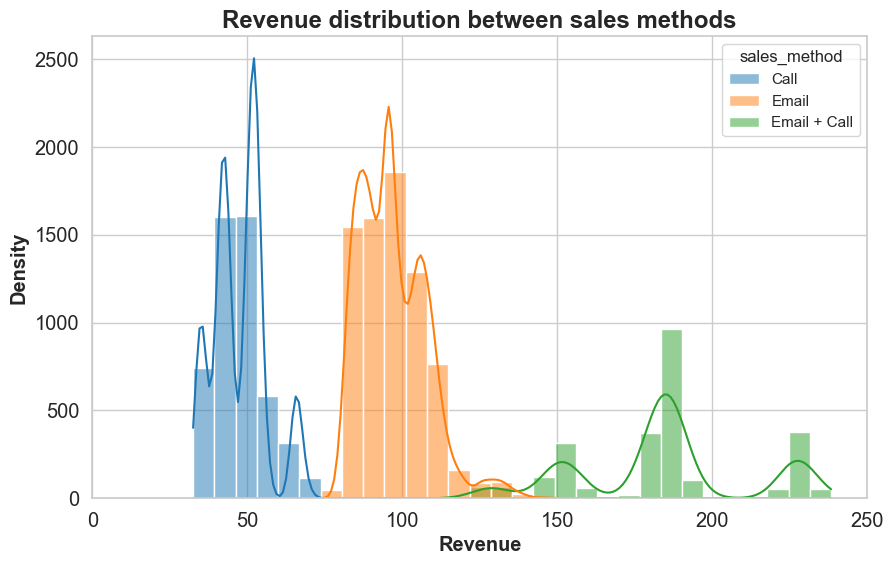 Revenue distribution between sales methods
2500
2000
1500
1000
500
0
Density
sales_method
Call
Email
Email + Call
0 50 100 150 200 250
Revenue